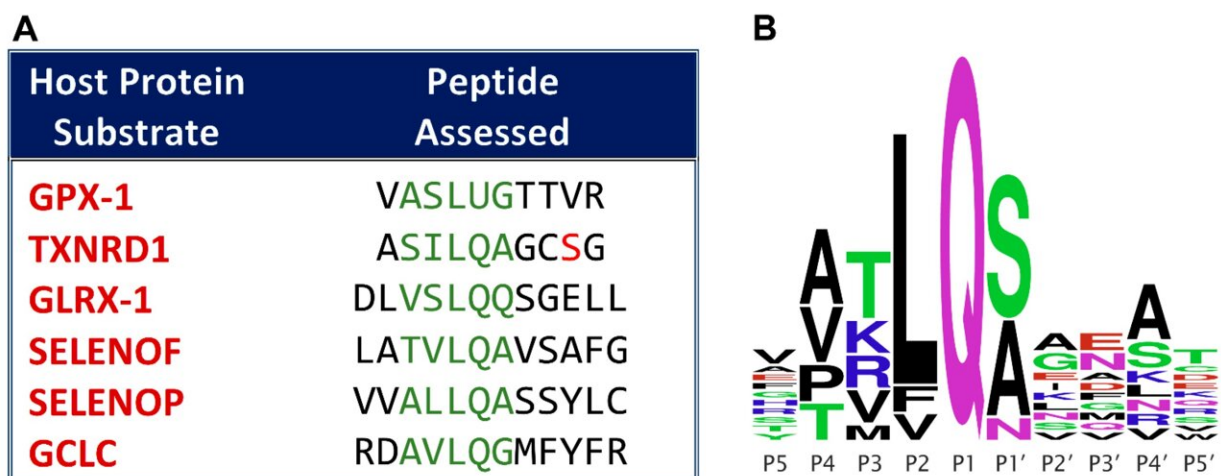 A
Host Protein Substrate Peptide Assessed
GPX-1 VASLUGTTVR
TXNRD1 ASILQAGCSG
GLRX-1 DLVSLQQSGELL
SELENOF LATVLQAVSAFG
SELENOP VVALLQASSYLC
GCLC RDAVLQGMFYFR
B
A T L Q S A
V K F A G N S T
P R V N
T V
M
P5 P4 P3 P2 P1 P1′ P2′ P3′ P4′ P5′